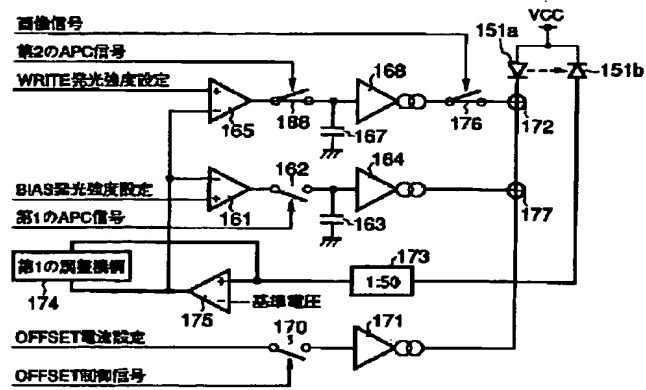 画像信号
第2のAPC信号
WRITE発光強度設定
VCC
151a
151b
168
165
188
167
176
172
162
164
BIAS発光強度設定
第1のAPC信号
161
163
177
173
第1の調整機構
1:50
174
175
基準電圧
OFFSET電流設定
170
171
OFFSET制御信号